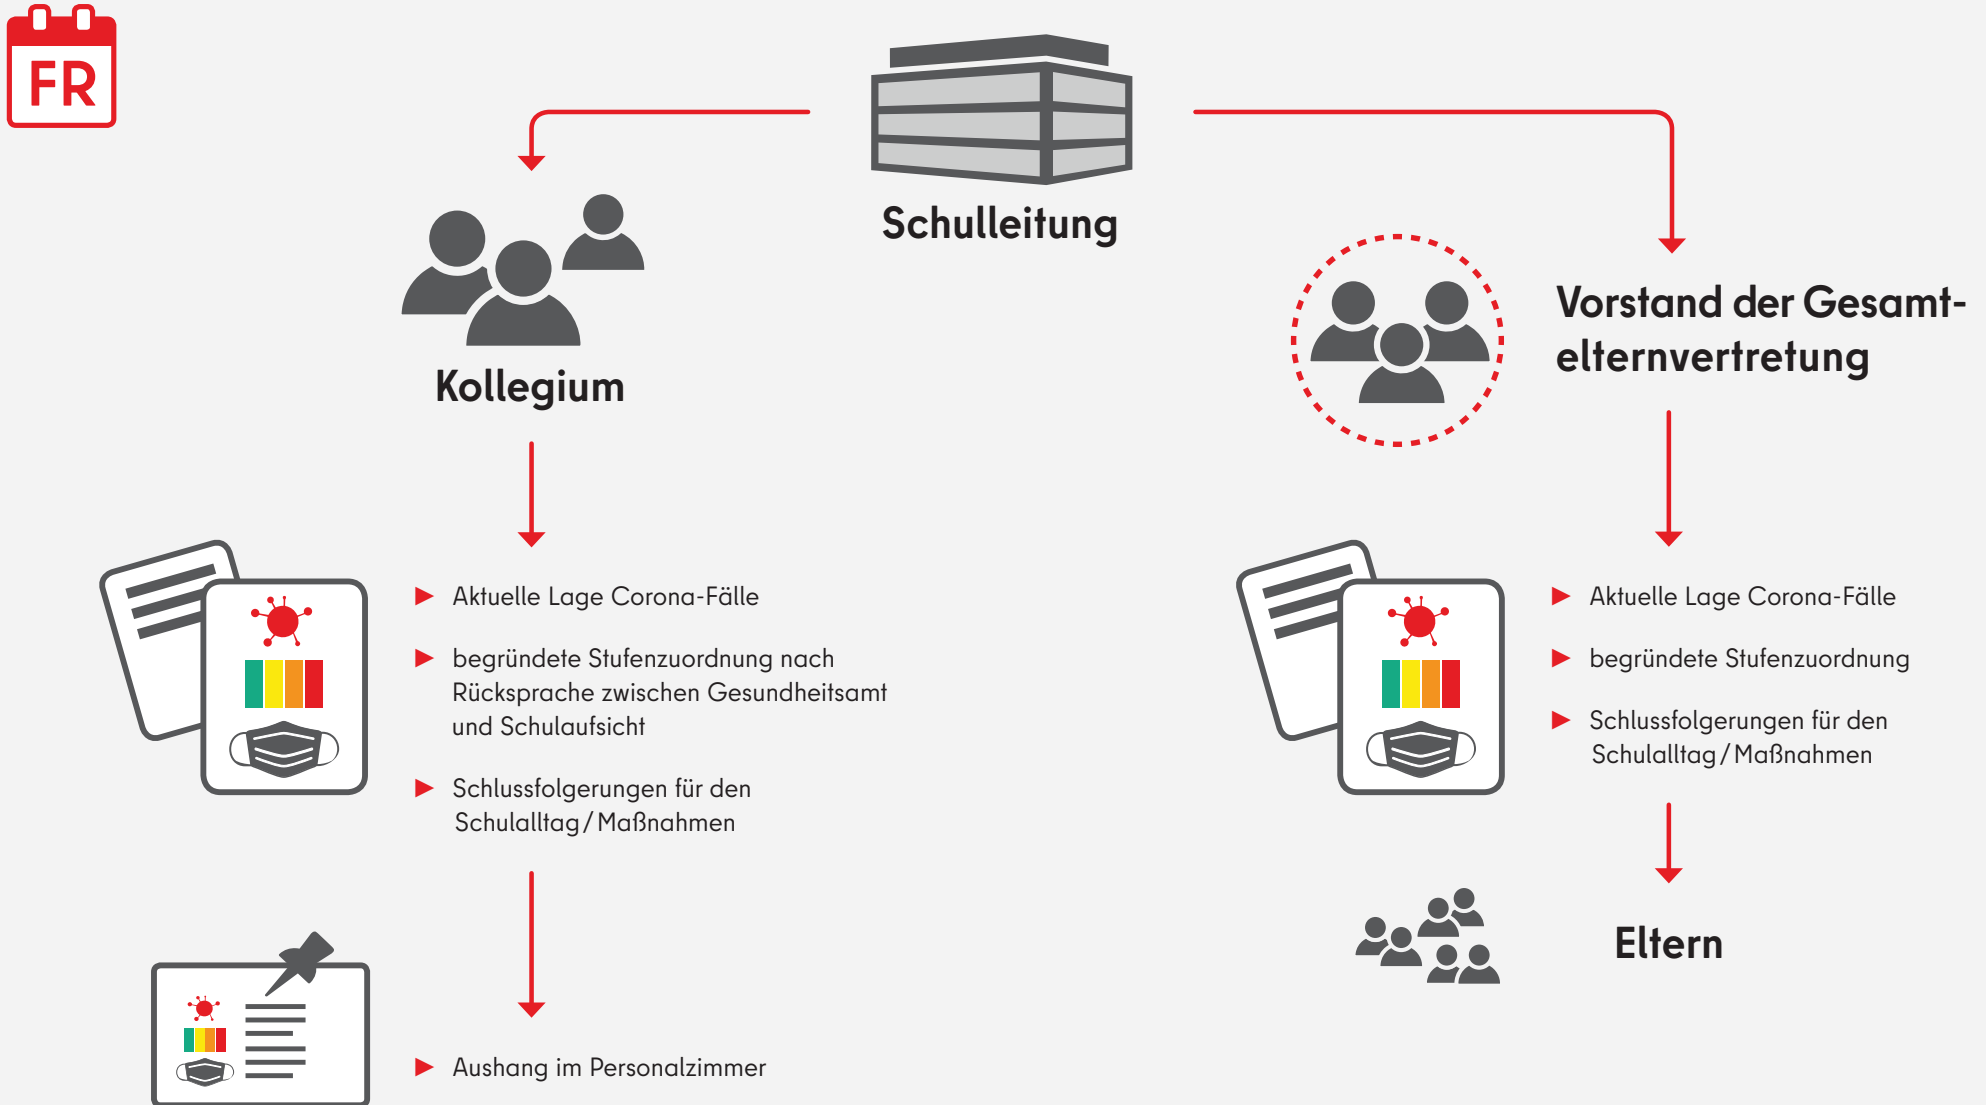 FR
Schulleitung
Kollegium
Aktuelle Lage Corona-Fälle
begründete Stufenzuordnung nach
Rücksprache zwischen Gesundheitsamt
und Schulaufsicht
Schlussfolgerungen für den
Schulalltag / Maßnahmen
Aushang im Personalzimmer
Vorstand der Gesamt-
elternvertretung
Aktuelle Lage Corona-Fälle
begründete Stufenzuordnung
Schlussfolgerungen für den
Schulalltag / Maßnahmen
Eltern